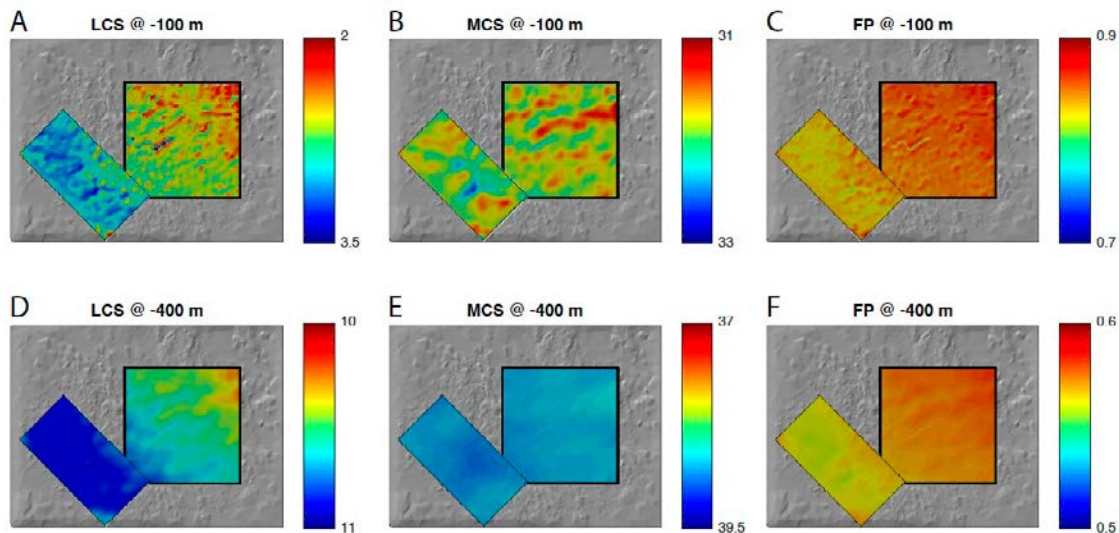 A LCS @ -100 m 2
B MCS @ -100 m 31
C FP @ -100 m 0.9
3.5
33
0.7
D LCS @ -400 m 10
E MCS @ -400 m 37
F FP @ -400 m 0.6
11
39.5
0.5